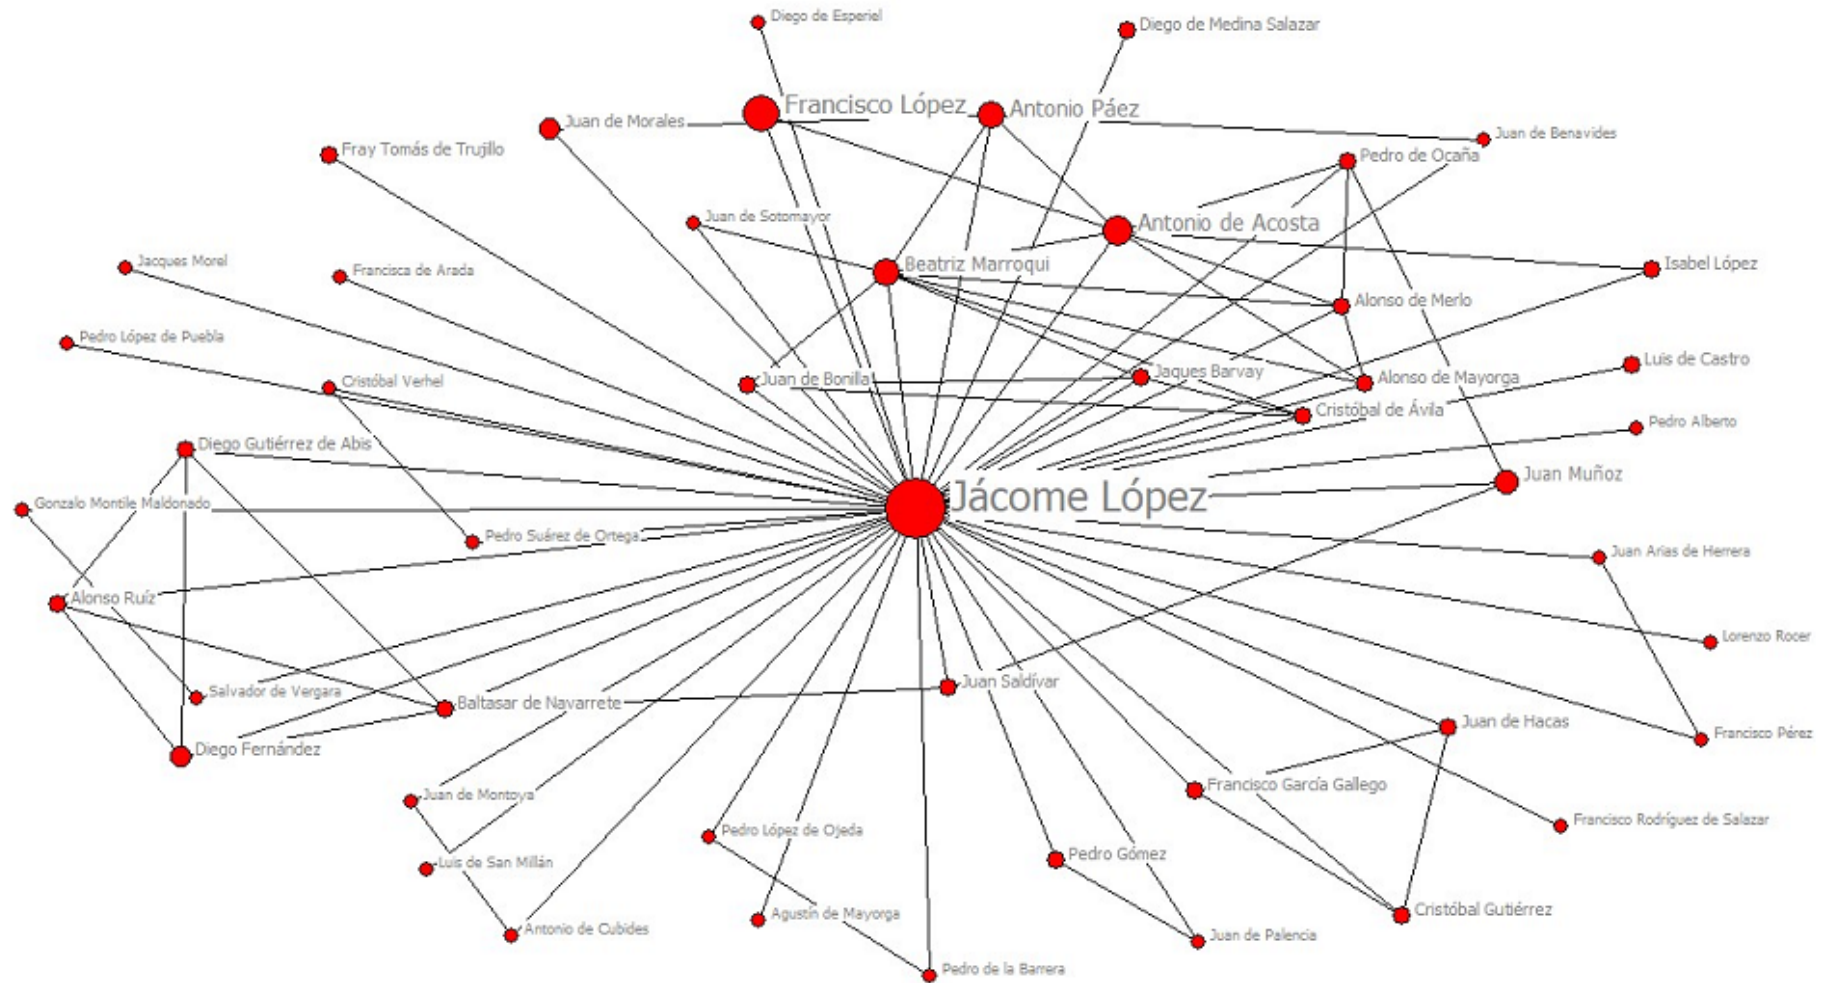 Diego de Esperiel
Diego de Medina Salazar
Francisco López
Antonio Páez
Juan de Morales
Juan de Benavides
Fray Tomás de Trujillo
Pedro de Ocaña
Juan de Sotomayor
Antonio de Acosta
Jacques Morel
Francisca de Arada
Beatriz Marroqui
Isabel López
Alonso de Merlo
Pedro López de Puebla
Luis de Castro
Cristóbal Verhel
Juan de Bonilla
Jaques Barvay
Alonso de Mayorga
Cristóbal de Ávila
Pedro Alberto
Diego Gutiérrez de Abis
Juan Muñoz
Gonzalo Montile Maldonado
Jácome López
Pedro Suárez de Ortega
Juan Arias de Herrera
Alonso Ruíz
Lorenzo Rocer
Salvador de Vergara
Juan Saldívar
Baltasar de Navarrete
Juan de Hacas
Francisco Pérez
Diego Fernández
Francisco García Gallego
Juan de Montoya
Francisco Rodríguez de Salazar
Pedro López de Ojeda
Pedro Gómez
Luis de San Millán
Agustín de Mayorga
Cristóbal Gutiérrez
Antonio de Cubides
Juan de Palencia
Pedro de la Barrera